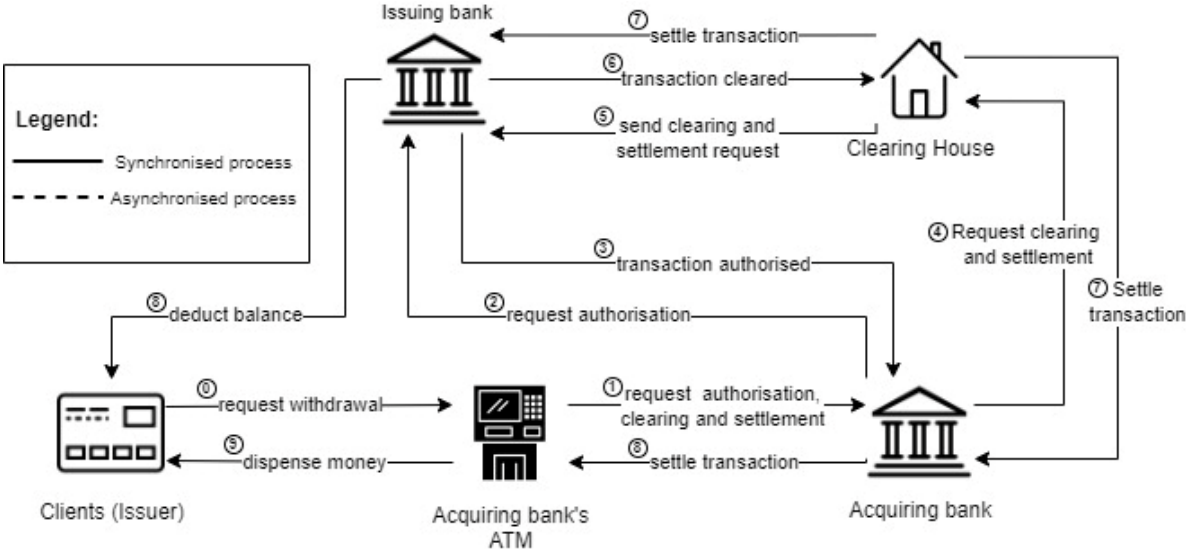 Issuing bank
⑦
settle transaction
⑥
transaction cleared
⑤
send clearing and
settlement request
Clearing House
Legend:
Synchronised process
Asynchronised process
④ Request clearing
and settlement
③
transaction authorised
⑦ Settle
transaction
⑧
deduct balance
②
request authorisation
⓪
request withdrawal
①
request authorisation,
clearing and settlement
⑨
dispense money
⑧
settle transaction
Clients (Issuer)
Acquiring bank's
ATM
Acquiring bank